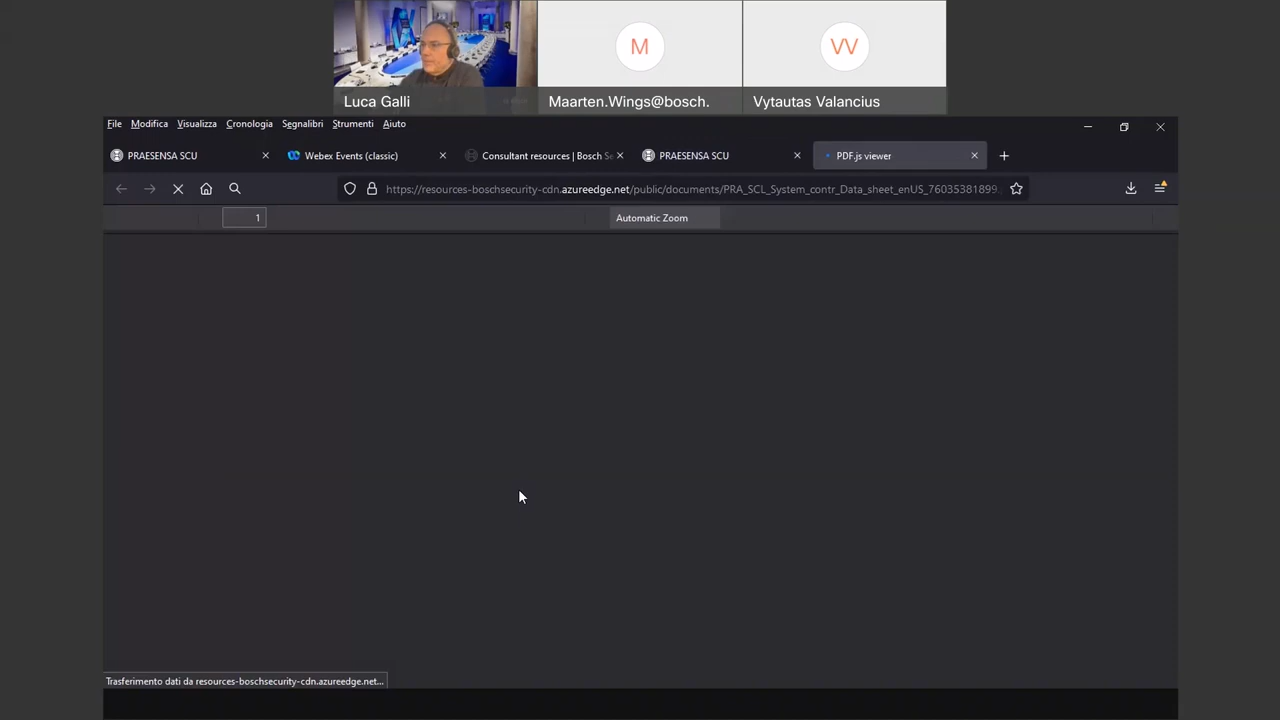 M
VV
Luca Galli
Maarten.Wings@bosch.
Vytautas Valancius
File Modifica Visualizza Cronologia Segnalibri Strumenti Aiuto
PRAESENSA SCU
Webex Events (classic)
Consultant resources | Bosch Se
PRAESENSA SCU
PDF.js viewer
https://resources-boschsecurity-cdn.azureedge.net/public/documents/PRA_SCL_System_contr_Data_sheet_enUS_76035381899
1
Automatic Zoom
Trasferimento dati da resources-boschsecurity-cdn.azureedge.net...